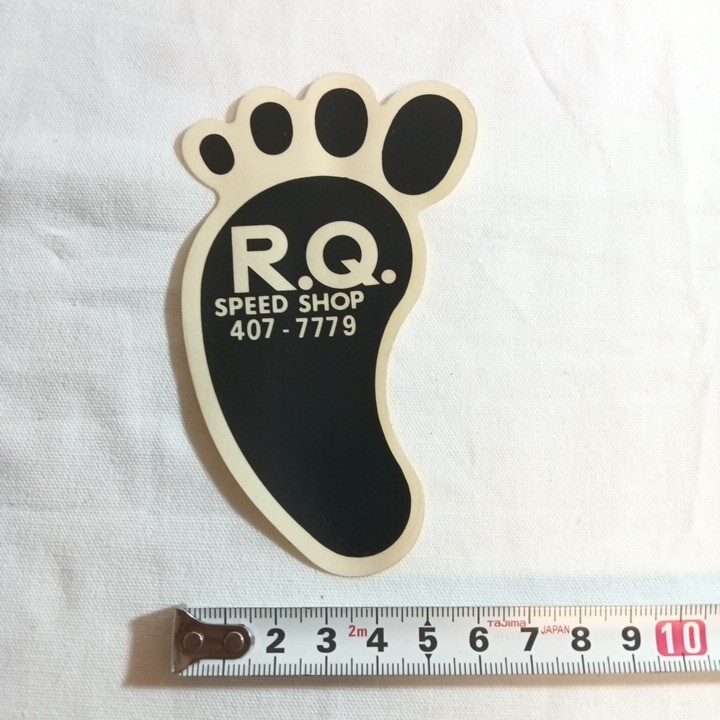 R.Q.
SPEED SHOP
407-7779
2 3 2m 4 5 6 Tajima 7 JAPAN 8 9 10